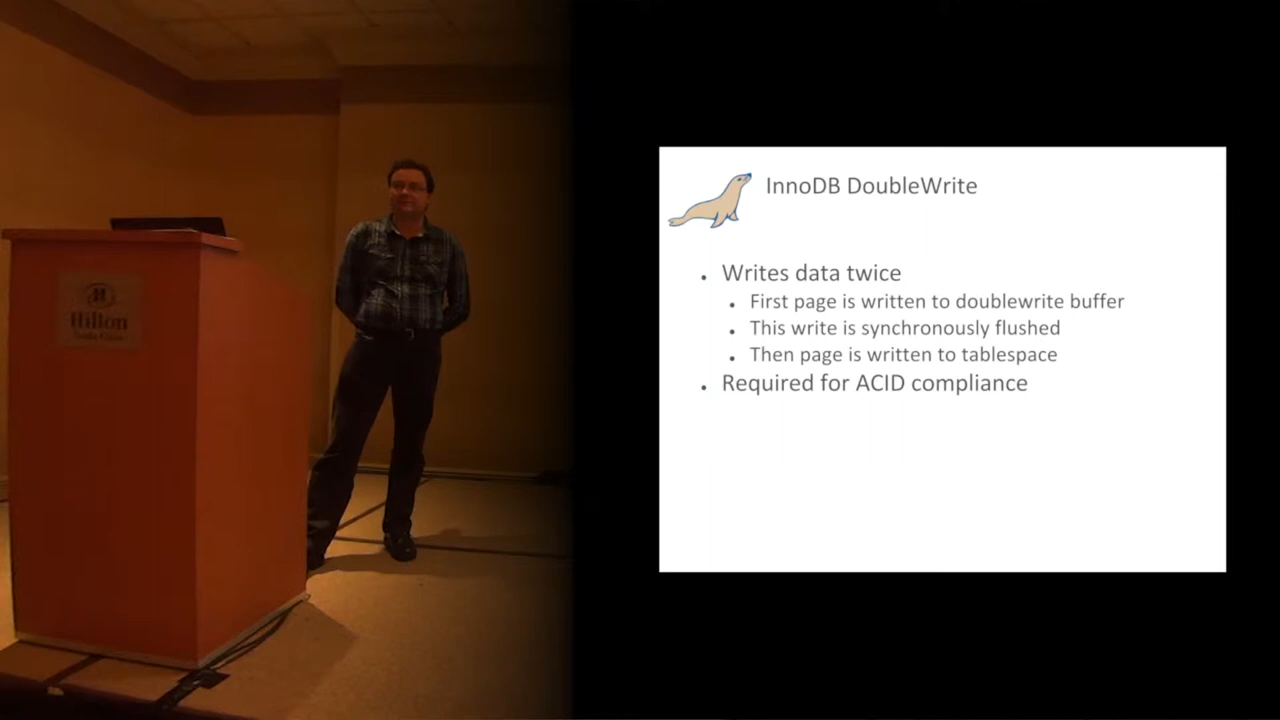 Hilton
InnoDB DoubleWrite
Writes data twice
First page is written to doublewrite buffer
This write is synchronously flushed
Then page is written to tablespace
Required for ACID compliance